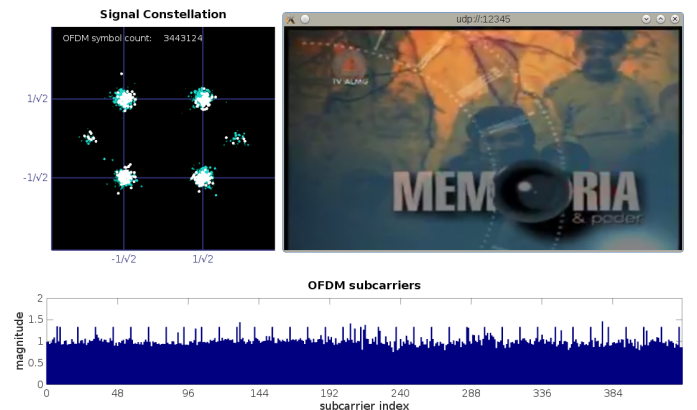 Signal Constellation
OFDM symbol count: 3443124
1/√2
-1/√2
-1/√2
1/√2
udp://:12345
TV ALMG
MEMORIA
& poder
OFDM subcarriers
magnitude
2
1.5
1
0.5
0
0 48 96 144 192 240 288 336 384
subcarrier index